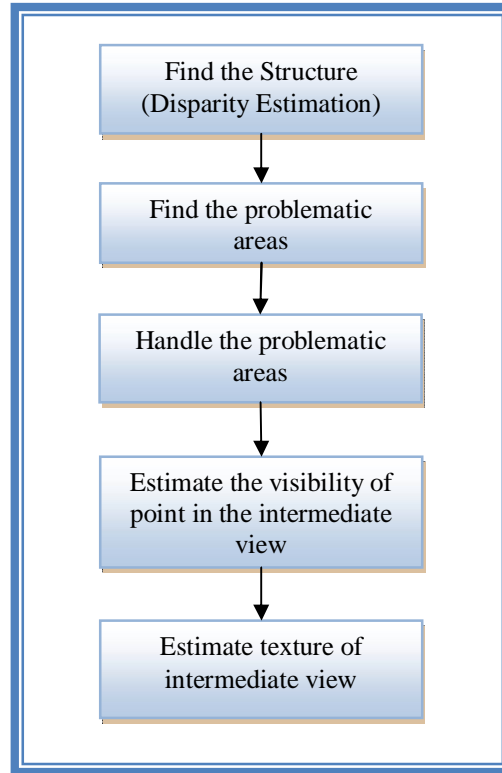 Find the Structure
(Disparity Estimation)
Find the problematic
areas
Handle the problematic
areas
Estimate the visibility of
point in the intermediate
view
Estimate texture of
intermediate view